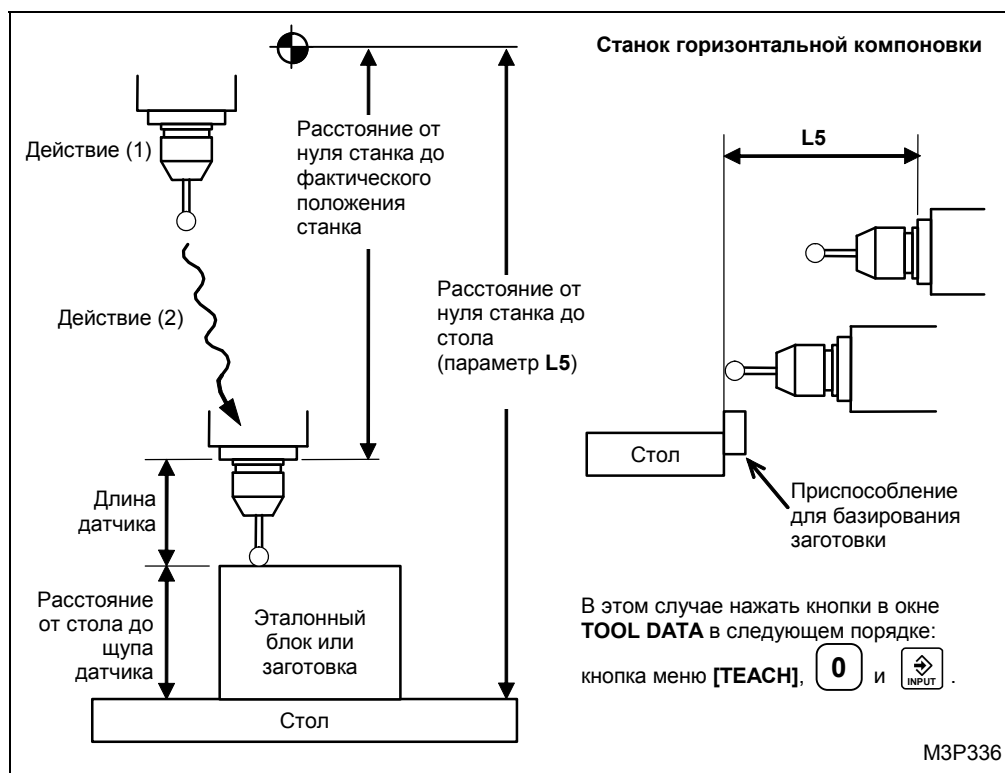 Станок горизонтальной компоновки
Действие (1)
Расстояние от
нуля станка до
фактического
положения
станка
L5
Действие (2)
Расстояние от
нуля станка до
стола
(параметр L5)
Стол
Длина
датчика
Приспособление
для базирования
заготовки
Расстояние
от стола до
щупа
датчика
Эталонный
блок или
заготовка
В этом случае нажать кнопки в окне
TOOL DATA в следующем порядке:
кнопка меню [TEACH], 0 и INPUT .
Стол
M3P336